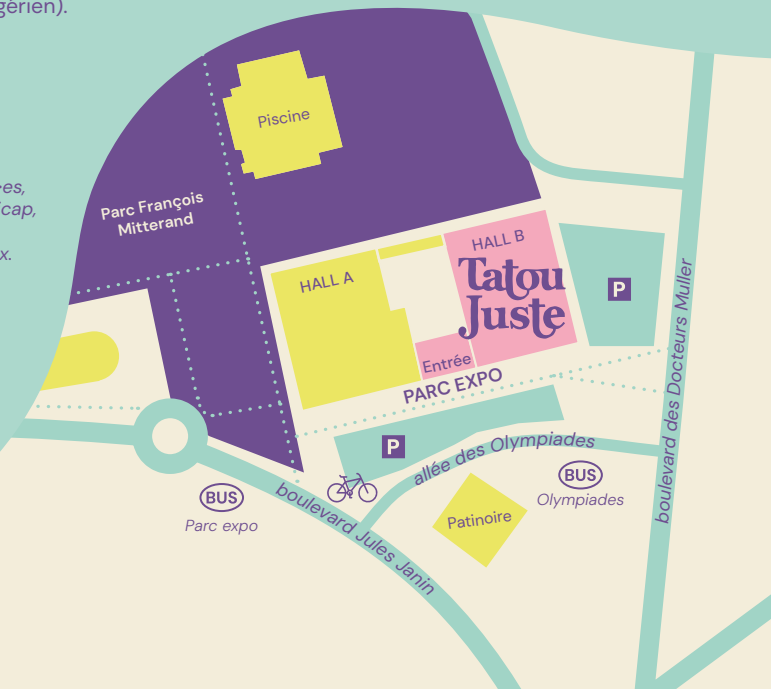 gérien).
es,
cap,
x.
Piscine
Parc François
Mitterand
HALL A
HALL B
Tatou
Juste
Entrée
PARC EXPO
P
P
allée des Olympiades
boulevard des Docteurs Muller
BUS
Olympiades
BUS
Parc expo
boulevard Jules Janin
Patinoire